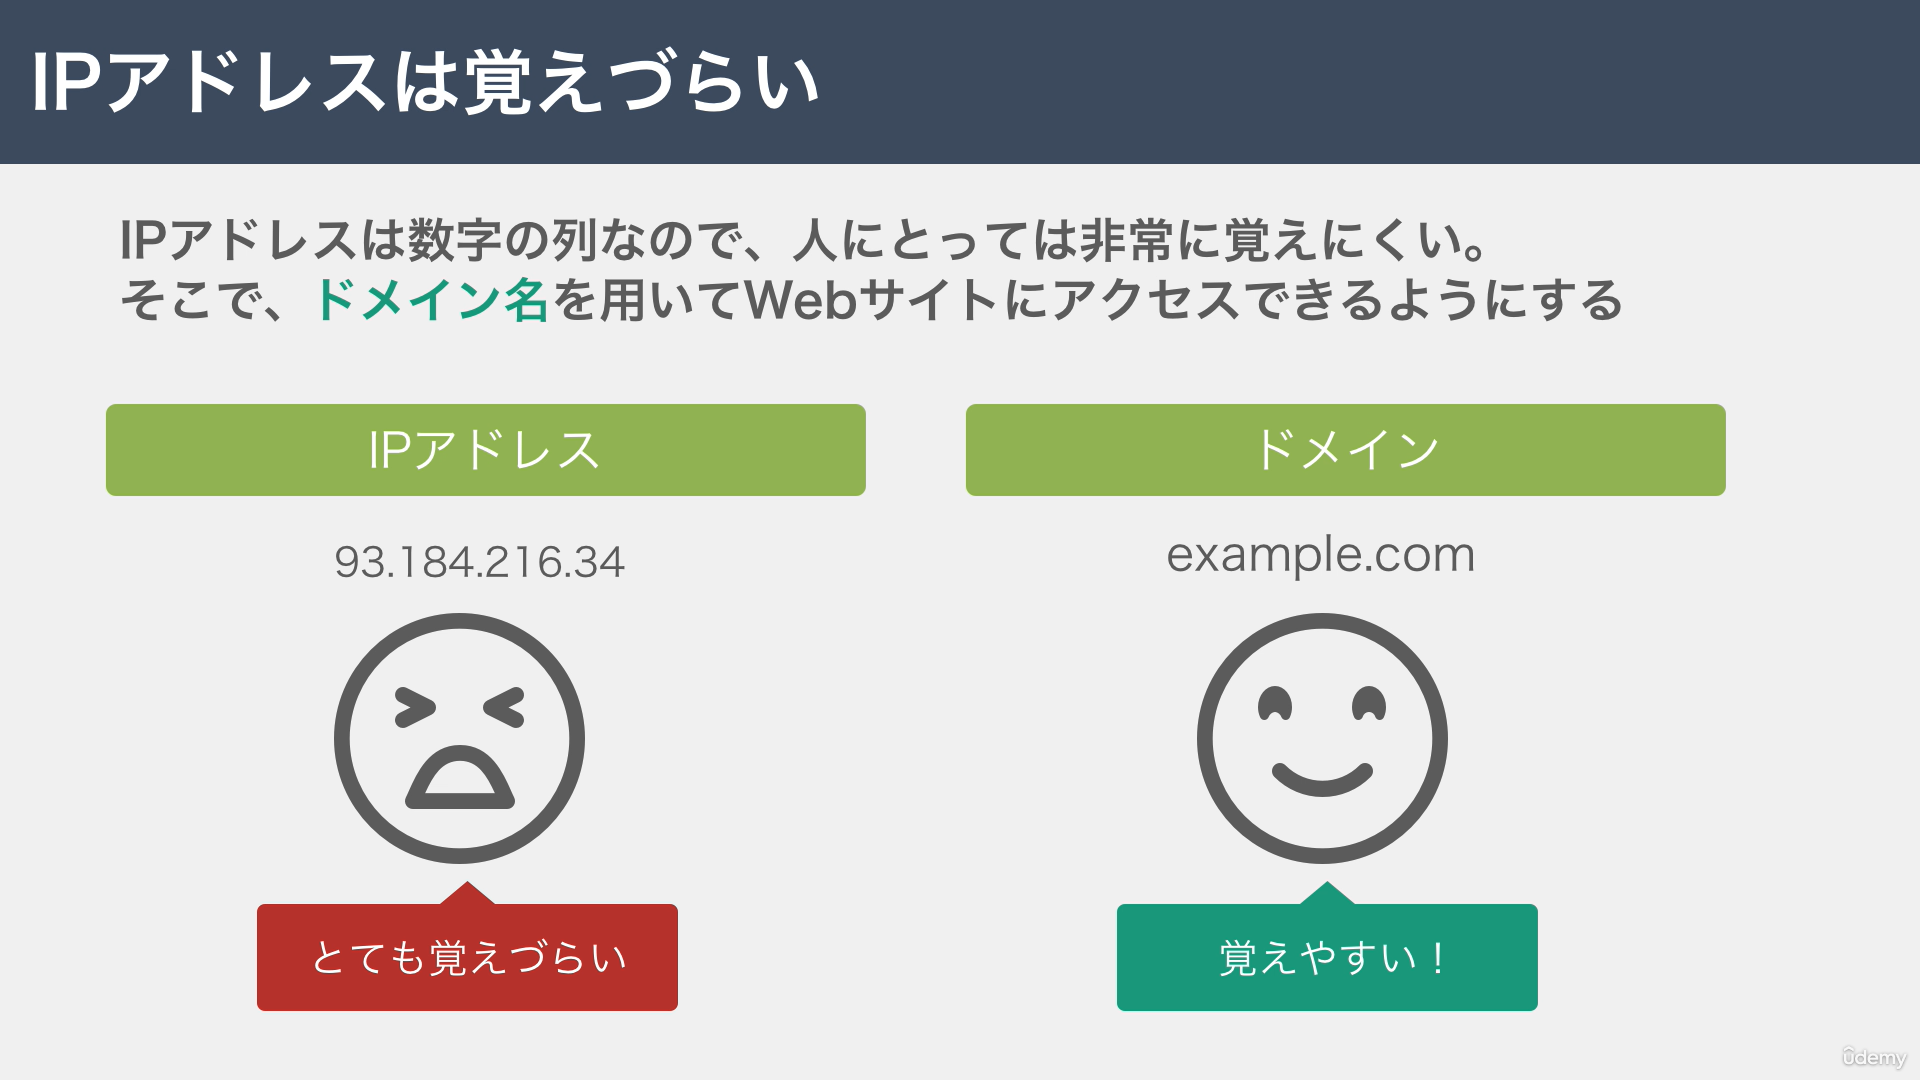 IPアドレスは覚えづらい
IPアドレスは数字の列なので、人にとっては非常に覚えにくい。
そこで、ドメイン名を用いてWebサイトにアクセスできるようにする
IPアドレス
ドメイン
93.184.216.34
example.com
とても覚えづらい
覚えやすい！
ûdemy